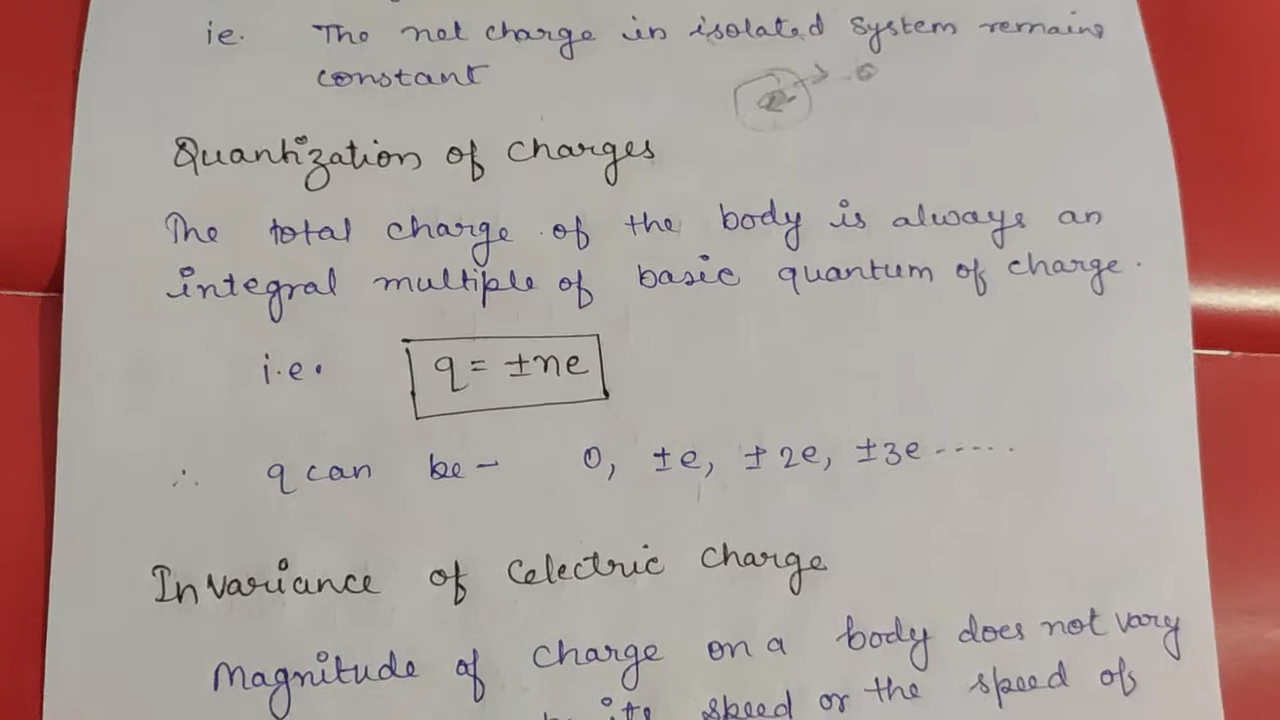 ie. The net charge in isolated system remains
constant
Quantization of charges
The total charge of the body is always an
integral multiple of basic quantum of charge.
i.e. q = ±ne
∴ q can be - 0, ±e, ±2e, ±3e .....
Invariance of electric charge
Magnitude of charge on a body does not vary
its speed or the speed of